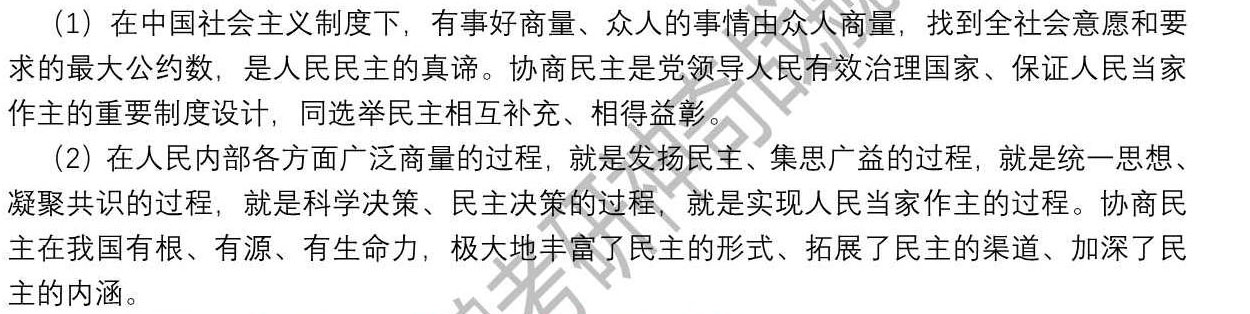 （1）在中国社会主义制度下，有事好商量、众人的事情由众人商量，找到全社会意愿和要
求的最大公约数，是人民民主的真谛。协商民主是党领导人民有效治理国家、保证人民当家
作主的重要制度设计，同选举民主相互补充、相得益彰。
（2）在人民内部各方面广泛商量的过程，就是发扬民主、集思广益的过程，就是统一思想、
凝聚共识的过程，就是科学决策、民主决策的过程，就是实现人民当家作主的过程。协商民
主在我国有根、有源、有生命力，极大地丰富了民主的形式、拓展了民主的渠道、加深了民
主的内涵。
考研神奇战